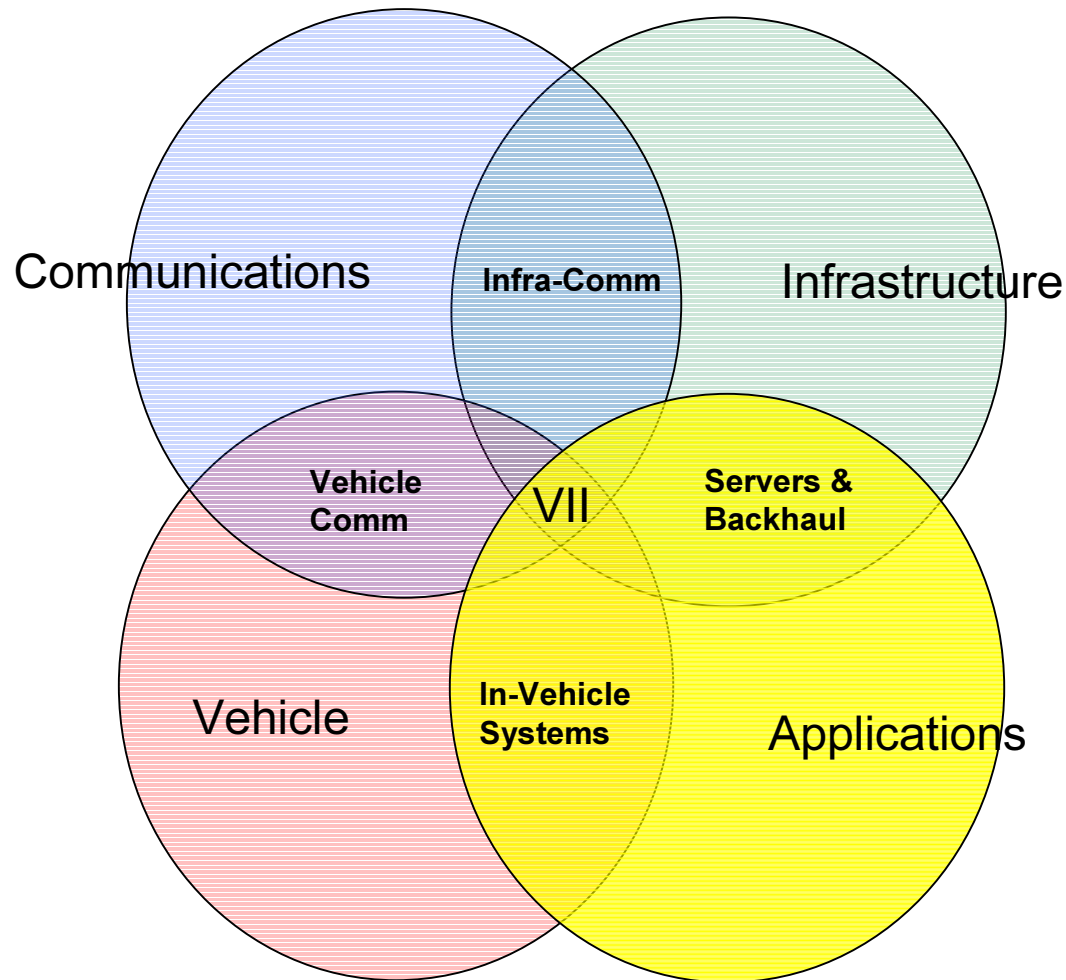 Communications
Infra-Comm
Infrastructure
Vehicle
Comm
VII
Servers &
Backhaul
Vehicle
In-Vehicle
Systems
Applications